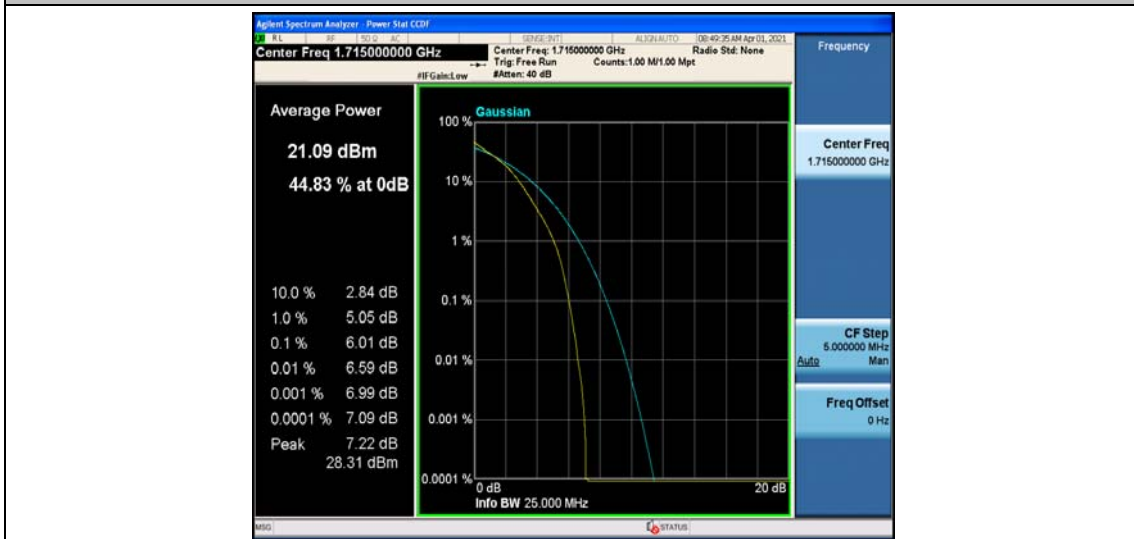 Agilent Spectrum Analyzer - Power Stat CCDF
RL RF 50 Ω AC SENSE:INT ALIGN AUTO 08:49:35 AM Apr 01, 2021
Center Freq 1.715000000 GHz
Center Freq: 1.715000000 GHz Radio Std: None
Trig: Free Run Counts:1.00 M/1.00 Mpt
#IFGain:Low #Atten: 40 dB
Frequency
Average Power
21.09 dBm
44.83 % at 0dB
10.0 % 2.84 dB
1.0 % 5.05 dB
0.1 % 6.01 dB
0.01 % 6.59 dB
0.001 % 6.99 dB
0.0001 % 7.09 dB
Peak 7.22 dB
28.31 dBm
Gaussian
100 %
10 %
1 %
0.1 %
0.01 %
0.001 %
0.0001 %
0 dB 20 dB
Info BW 25.000 MHz
Center Freq
1.715000000 GHz
CF Step
5.000000 MHz
Auto Man
Freq Offset
0 Hz
MSG STATUS